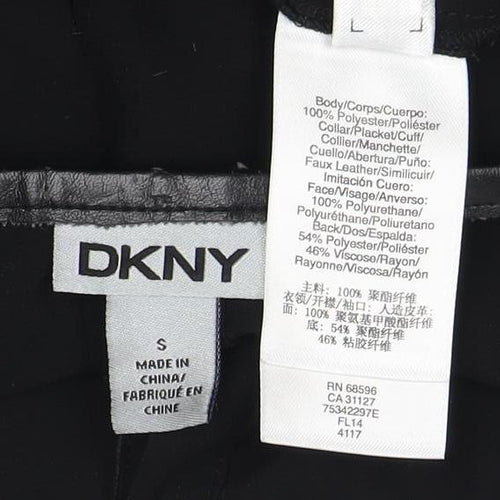 DKNY
S
MADE IN
CHINA/
FABRIQUÉ EN
CHINE
Body/Corps/Cuerpo:
100% Polyester/Poliéster
Collar/Placket/Cuff/
Collier/Manchette/
Cuello/Abertura/Puño:
Faux Leather/Similicuir/
Imitación Cuero:
Face/Visage/Anverso:
100% Polyurethane/
Polyuréthane/Poliuretano
Back/Dos/Espalda:
54% Polyester/Poliéster
46% Viscose/Rayon/
Rayonne/Viscosa/Rayón
主料: 100% 聚酯纤维
衣领/开襟/袖口: 人造皮革:
面: 100% 聚氨基甲酸酯纤维
底: 54% 聚酯纤维
46% 粘胶纤维
RN 68596
CA 31127
75342297E
FL14
4117